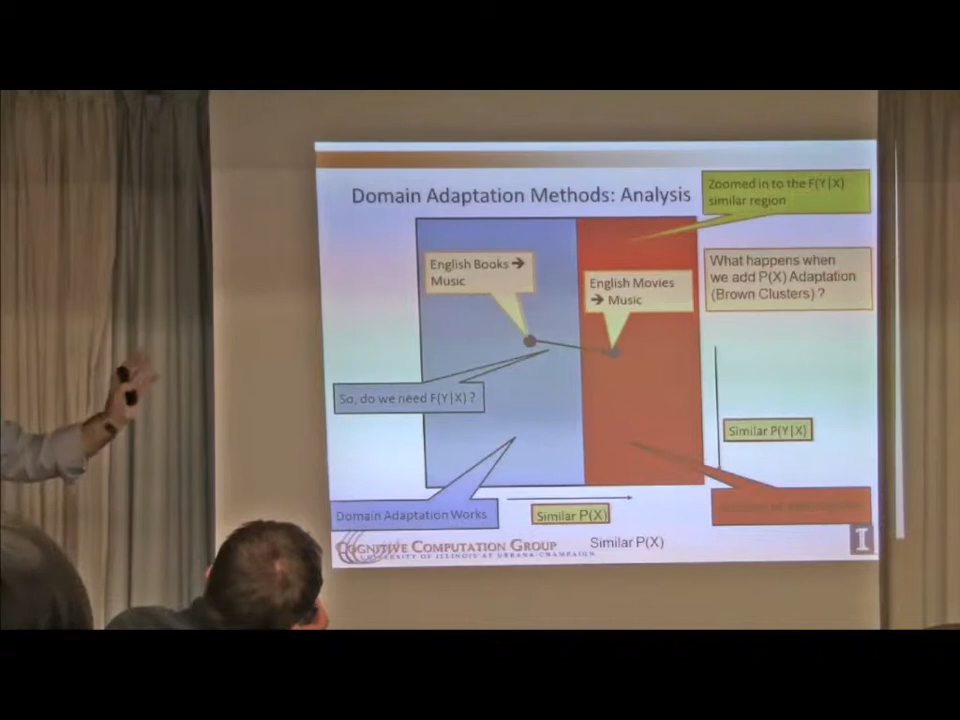 Domain Adaptation Methods: Analysis
Zoomed in to the F(Y|X)
similar region
English Books ➔
Music
English Movies
➔ Music
What happens when
we add P(X) Adaptation
(Brown Clusters) ?
So, do we need F(Y|X) ?
Similar P(Y|X)
Domain Adaptation Works
Similar P(X)
COGNITIVE COMPUTATION GROUP
UNIVERSITY OF ILLINOIS AT URBANA-CHAMPAIGN
Similar P(X)
I